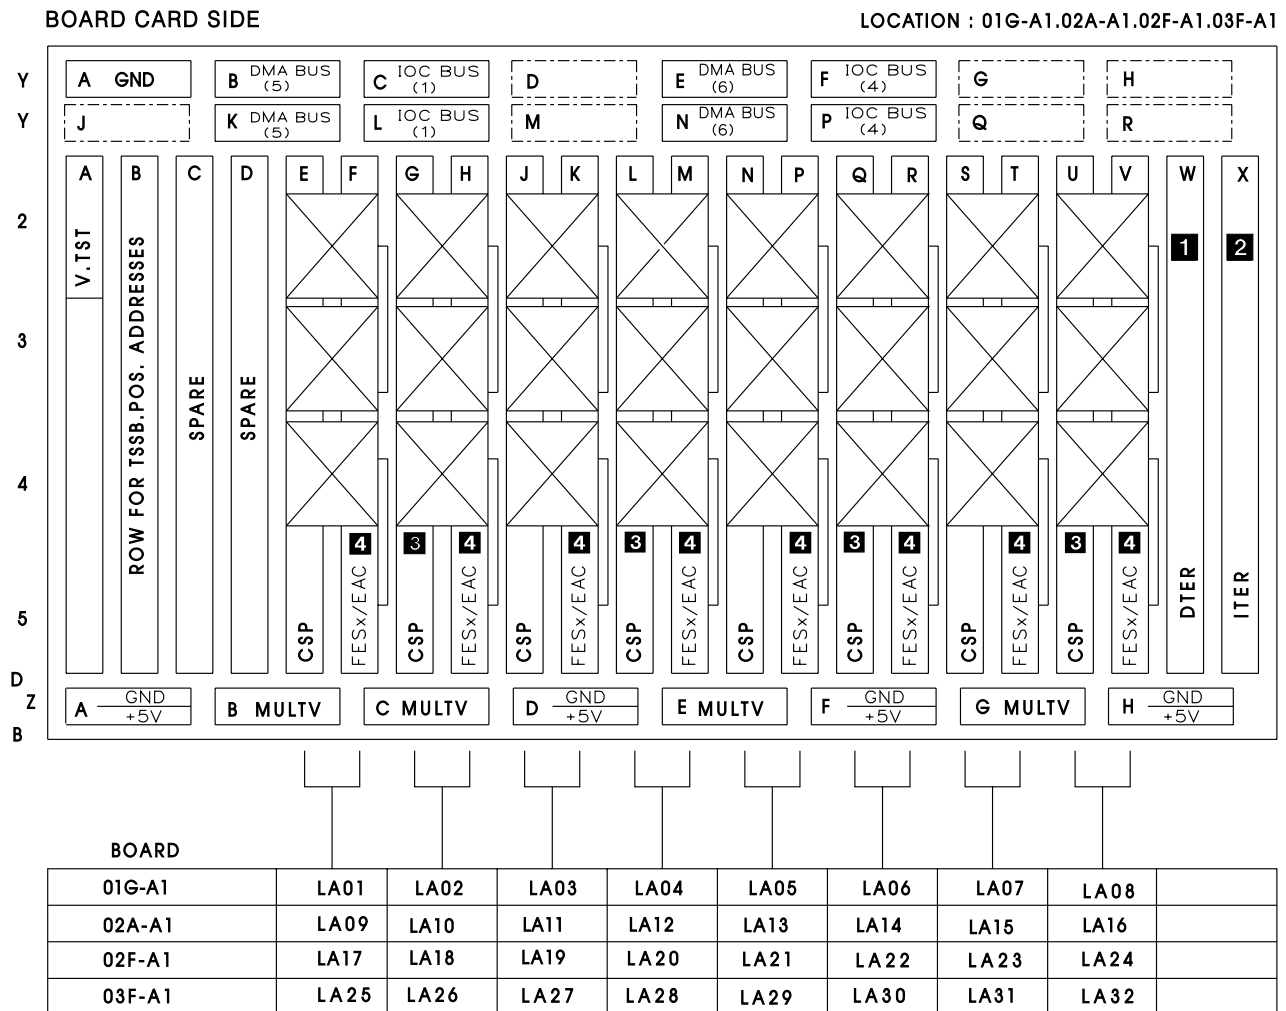 BOARD CARD SIDE
LOCATION : 01G-A1.02A-A1.02F-A1.03F-A1
Y A GND B DMA BUS (5) C IOC BUS (1) D E DMA BUS (6) F IOC BUS (4) G H
Y J K DMA BUS (5) L IOC BUS (1) M N DMA BUS (6) P IOC BUS (4) Q R
A B C D E F G H J K L M N P Q R S T U V W X
2
3
4
5
V.TST
ROW FOR TSSB.POS. ADDRESSES
SPARE
SPARE
1
2
4 3 4 4 3 4 4 3 4 4 3 4
CSP
FESx/EAC
CSP
FESx/EAC
CSP
FESx/EAC
CSP
FESx/EAC
CSP
FESx/EAC
CSP
FESx/EAC
CSP
FESx/EAC
CSP
FESx/EAC
DTER
ITER
D
Z
B
A GND +5V B MULTV C MULTV D GND +5V E MULTV F GND +5V G MULTV H GND +5V
BOARD
01G-A1 LA01 LA02 LA03 LA04 LA05 LA06 LA07 LA08
02A-A1 LA09 LA10 LA11 LA12 LA13 LA14 LA15 LA16
02F-A1 LA17 LA18 LA19 LA20 LA21 LA22 LA23 LA24
03F-A1 LA25 LA26 LA27 LA28 LA29 LA30 LA31 LA32